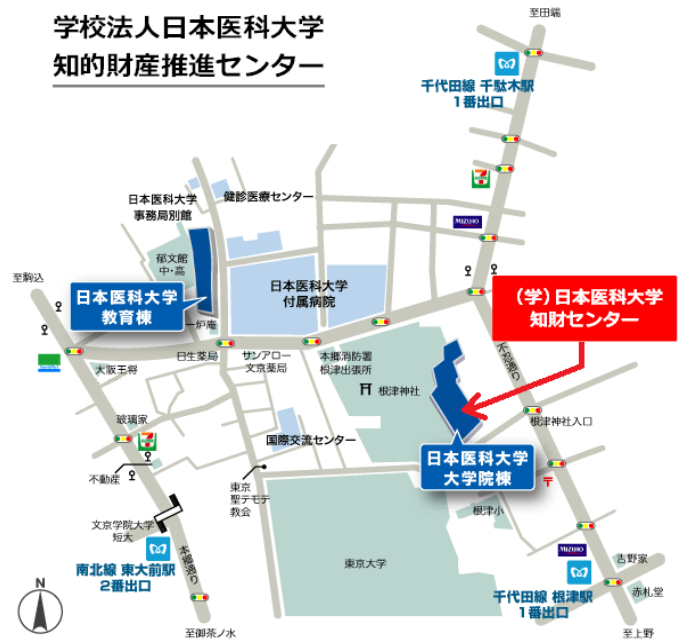 学校法人日本医科大学
知的財産推進センター
至田端
千代田線 千駄木駅
1番出口
日本医科大学
事務局別館
健診医療センター
MIZUHO
郁文館
中・高
至駒込
日本医科大学
教育棟
日本医科大学
付属病院
(学)日本医科大学
知財センター
一炉庵
日生薬局
サンアロー
文京薬局
本郷消防署
根津出張所
不忍通り
大阪王将
根津神社
玻璃家
国際交流センター
根津神社入口
日本医科大学
大学院棟
不動産
東京
聖テモテ
教会
〒
根津小
文京学院大学
短大
本郷通り
東京大学
MIZUHO
吉野家
南北線 東大前駅
2番出口
千代田線 根津駅
1番出口
赤札堂
N
至御茶ノ水
至上野